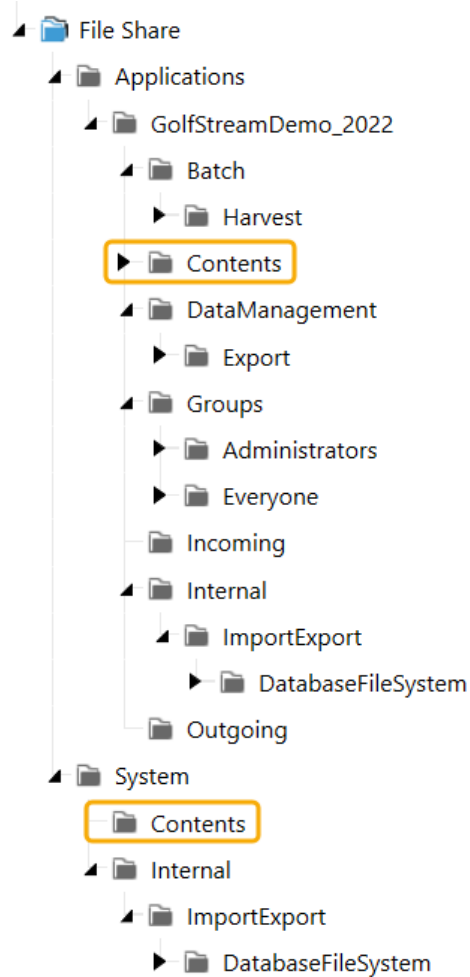 File Share
Applications
GolfStreamDemo_2022
Batch
Harvest
Contents
DataManagement
Export
Groups
Administrators
Everyone
Incoming
Internal
ImportExport
DatabaseFileSystem
Outgoing
System
Contents
Internal
ImportExport
DatabaseFileSystem